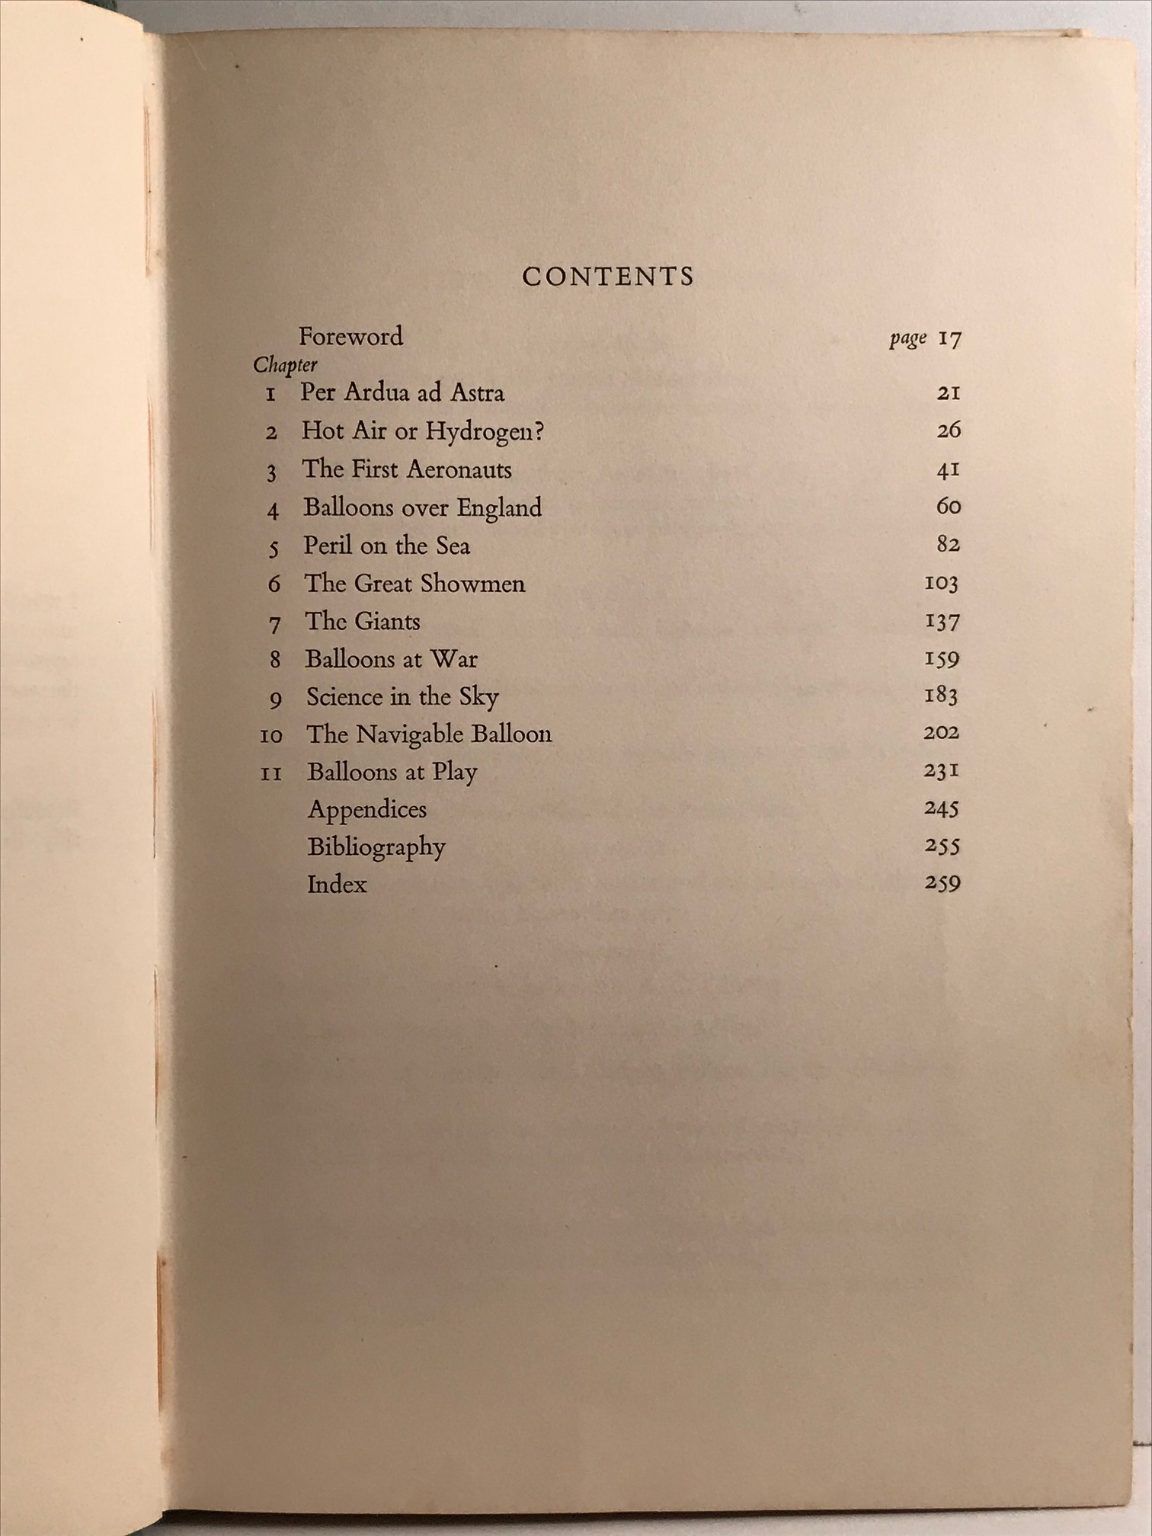 CONTENTS
Foreword page 17
Chapter
1 Per Ardua ad Astra 21
2 Hot Air or Hydrogen? 26
3 The First Aeronauts 41
4 Balloons over England 60
5 Peril on the Sea 82
6 The Great Showmen 103
7 The Giants 137
8 Balloons at War 159
9 Science in the Sky 183
10 The Navigable Balloon 202
11 Balloons at Play 231
Appendices 245
Bibliography 255
Index 259